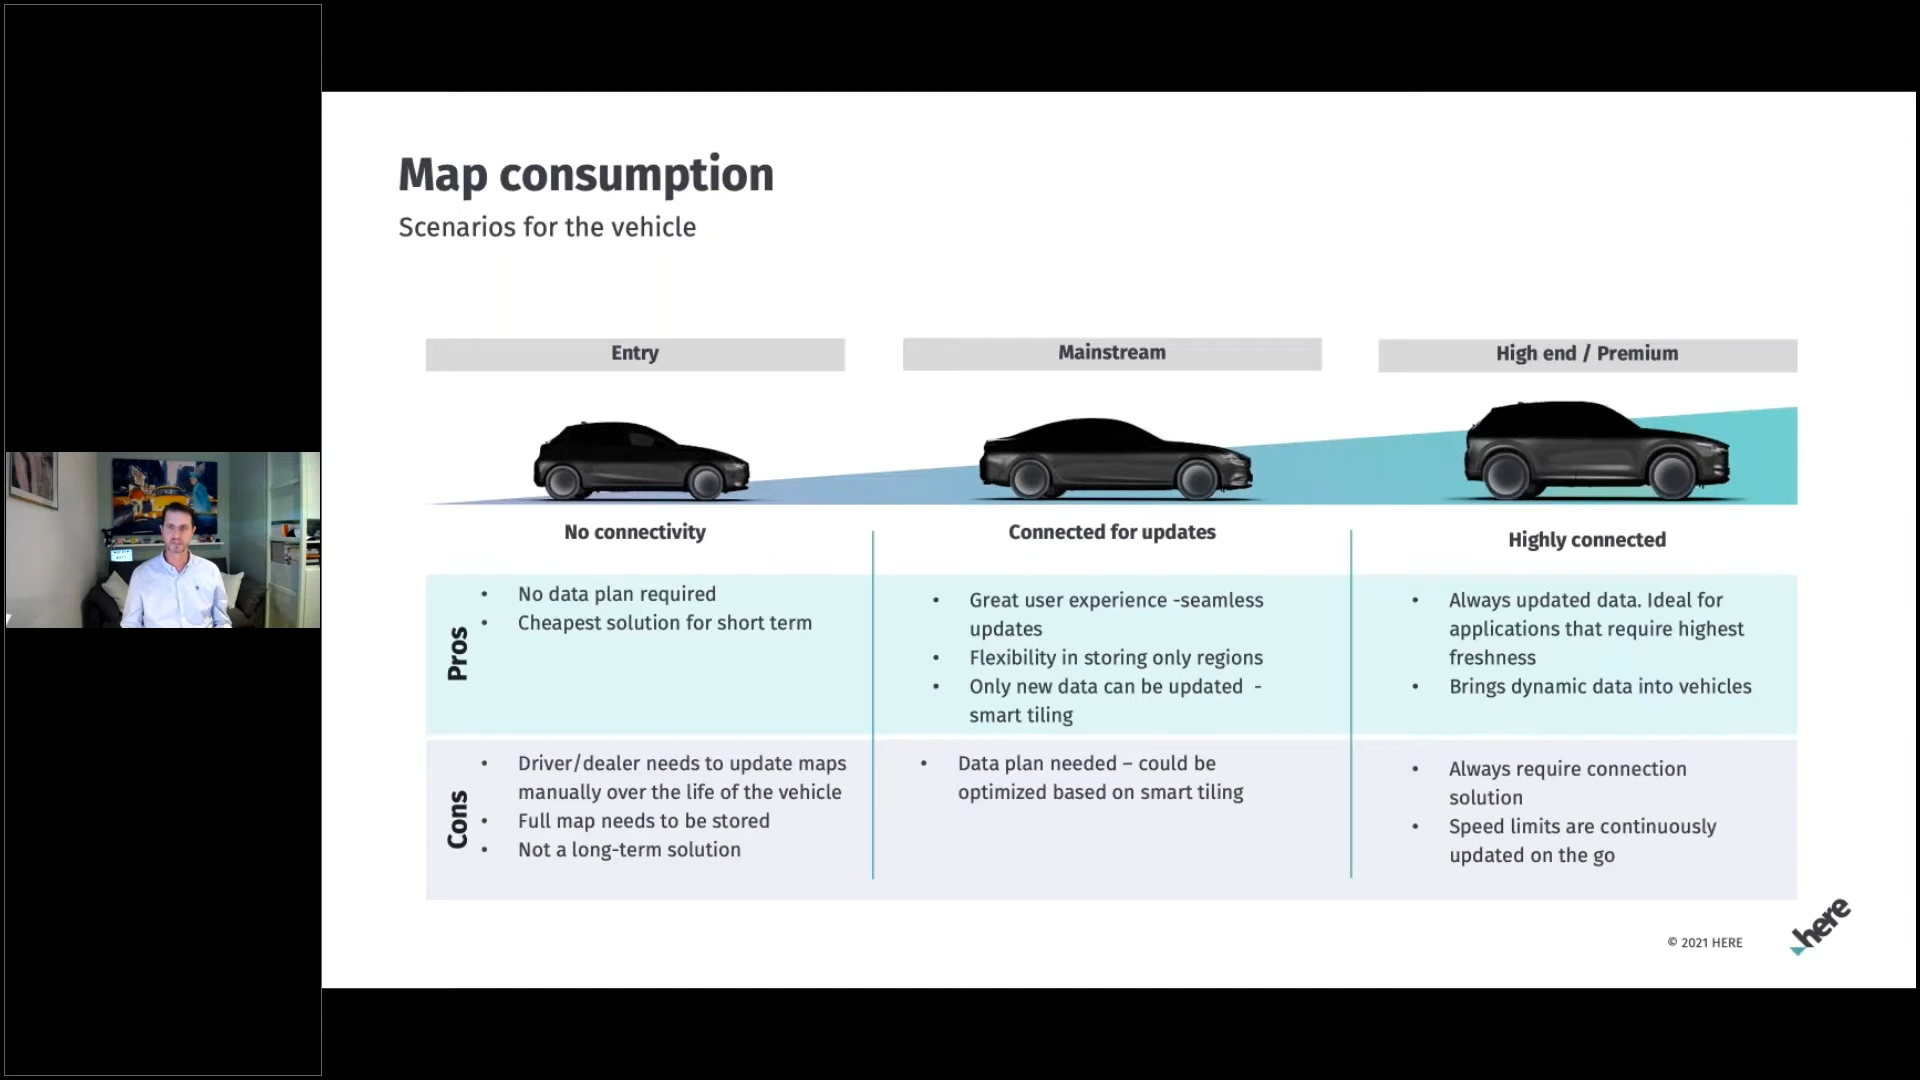 Map consumption
Scenarios for the vehicle
Entry
Mainstream
High end / Premium
No connectivity
Connected for updates
Highly connected
Pros
• No data plan required
• Cheapest solution for short term
• Great user experience -seamless
updates
• Flexibility in storing only regions
• Only new data can be updated -
smart tiling
• Always updated data. Ideal for
applications that require highest
freshness
• Brings dynamic data into vehicles
Cons
• Driver/dealer needs to update maps
manually over the life of the vehicle
• Full map needs to be stored
• Not a long-term solution
• Data plan needed – could be
optimized based on smart tiling
• Always require connection
solution
• Speed limits are continuously
updated on the go
© 2021 HERE
here